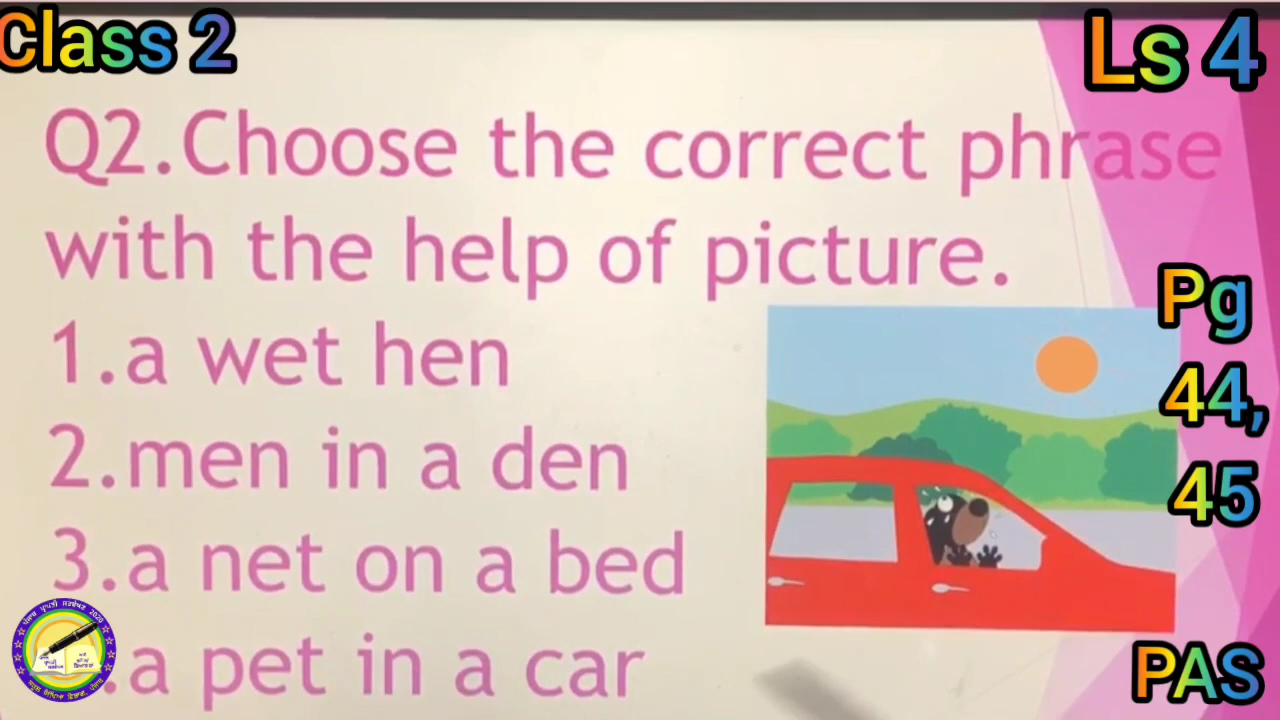 Class 2
Ls 4
Q2.Choose the correct phrase
with the help of picture.
1.a wet hen
2.men in a den
3.a net on a bed
.a pet in a car
Pg
44,
45
PAS